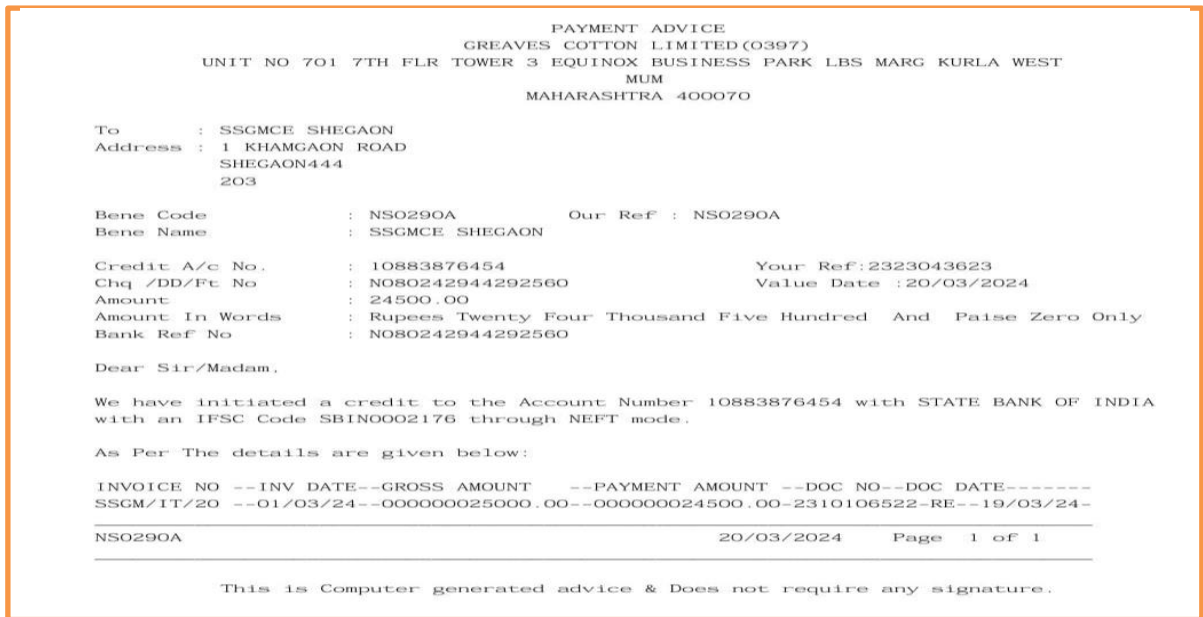 PAYMENT ADVICE
GREAVES COTTON LIMITED(0397)
UNIT NO 701 7TH FLR TOWER 3 EQUINOX BUSINESS PARK LBS MARG KURLA WEST
MUM
MAHARASHTRA 400070
To : SSGMCE SHEGAON
Address : 1 KHAMGAON ROAD
SHEGAON444
203
Bene Code : NS0290A Our Ref : NS0290A
Bene Name : SSGMCE SHEGAON
Credit A/c No. : 10883876454 Your Ref:2323043623
Chq /DD/Ft No : N080242944292560 Value Date :20/03/2024
Amount : 24500.00
Amount In Words : Rupees Twenty Four Thousand Five Hundred And Paise Zero Only
Bank Ref No : N080242944292560
Dear Sir/Madam,
We have initiated a credit to the Account Number 10883876454 with STATE BANK OF INDIA
with an IFSC Code SBIN0002176 through NEFT mode.
As Per The details are given below:
INVOICE NO --INV DATE--GROSS AMOUNT --PAYMENT AMOUNT --DOC NO--DOC DATE-------
SSGM/IT/20 --01/03/24--000000025000.00--000000024500.00-2310106522-RE--19/03/24-
NS0290A 20/03/2024 Page 1 of 1
This is Computer generated advice & Does not require any signature.